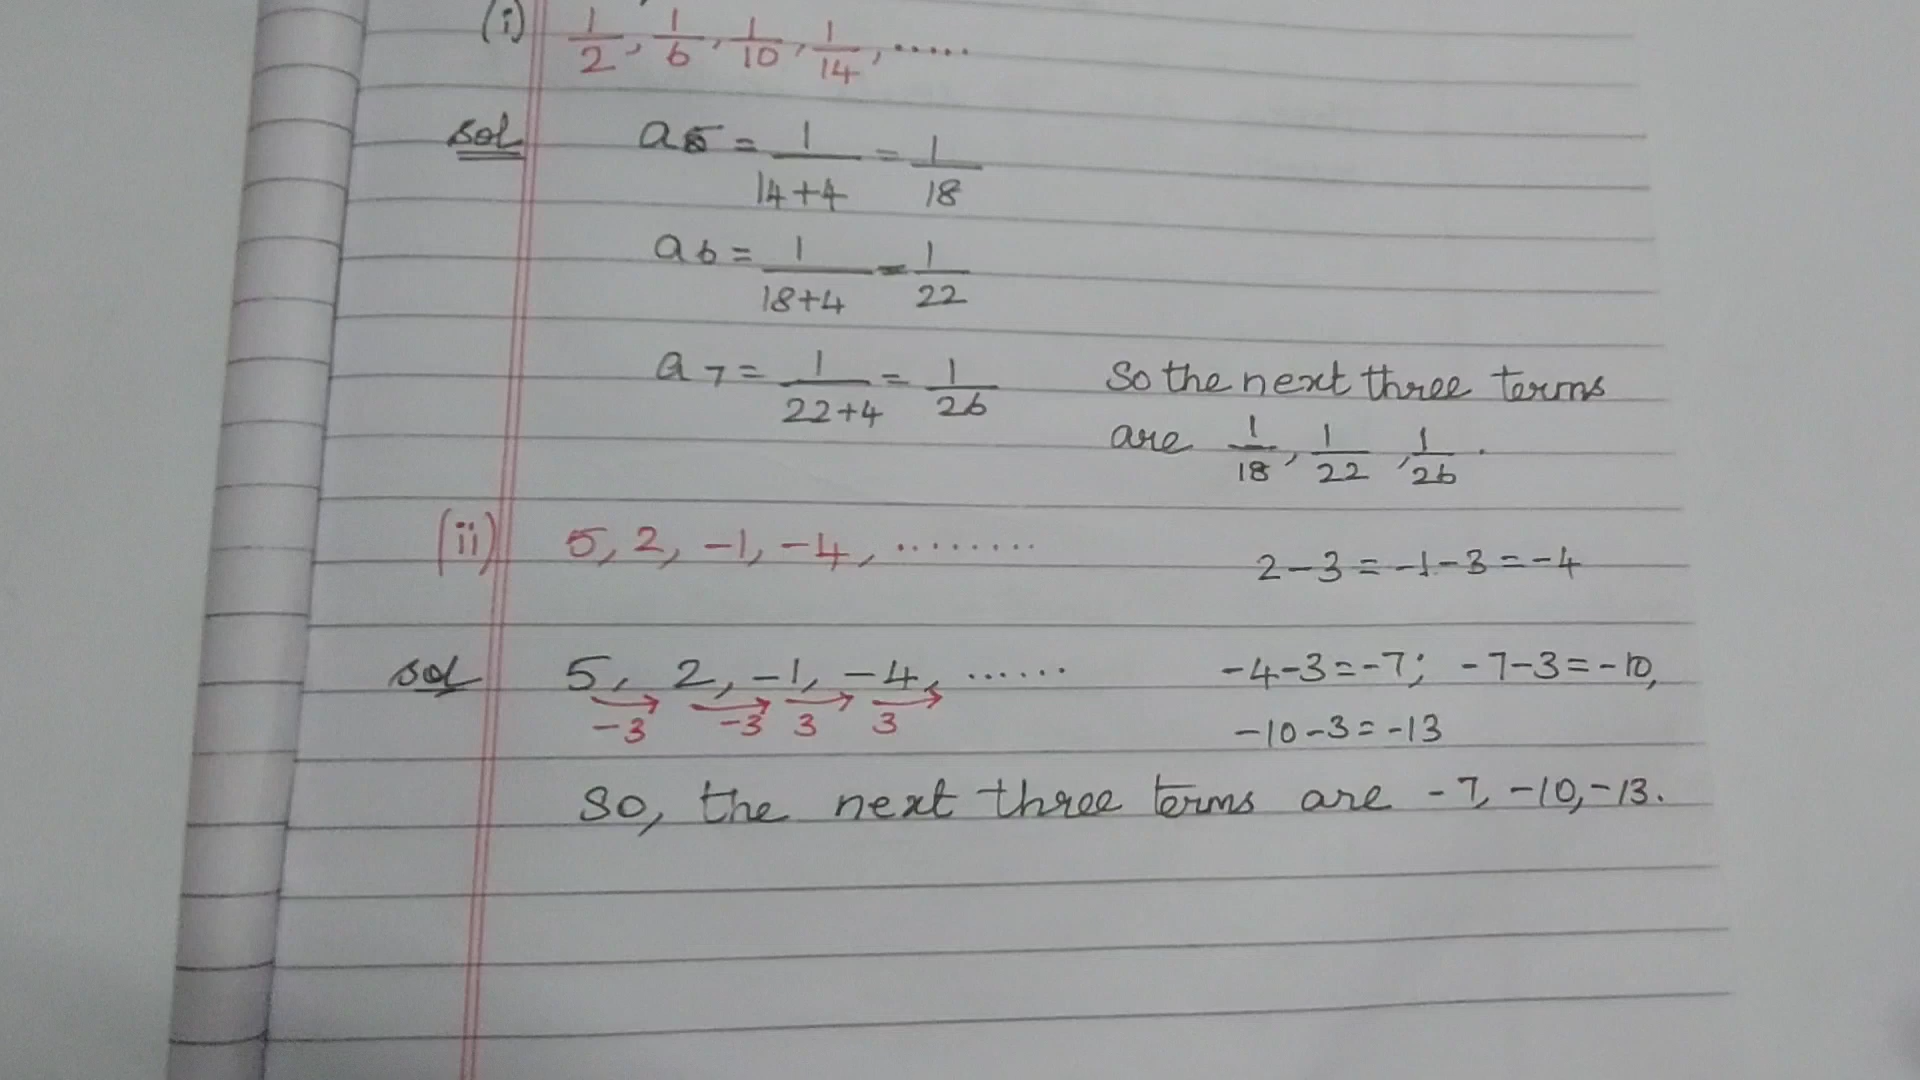 (i) 1/2, 1/6, 1/10, 1/14, .....
sol a5 = 1/(14+4) = 1/18
a6 = 1/(18+4) = 1/22
a7 = 1/(22+4) = 1/26
So the next three terms
are 1/18, 1/22, 1/26.
(ii) 5, 2, -1, -4, ........
2-3=-1-3=-4
sol 5, 2, -1, -4, ......
-3 -3 3 3
-4-3=-7; -7-3=-10,
-10-3=-13
So, the next three terms are -7, -10, -13.